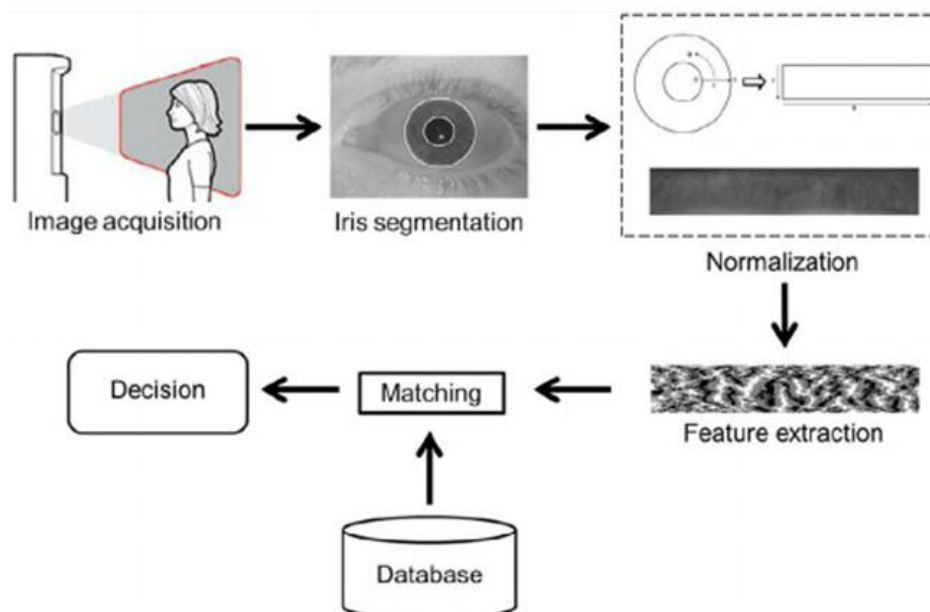 Image acquisition
Iris segmentation
Normalization
Feature extraction
Matching
Decision
Database